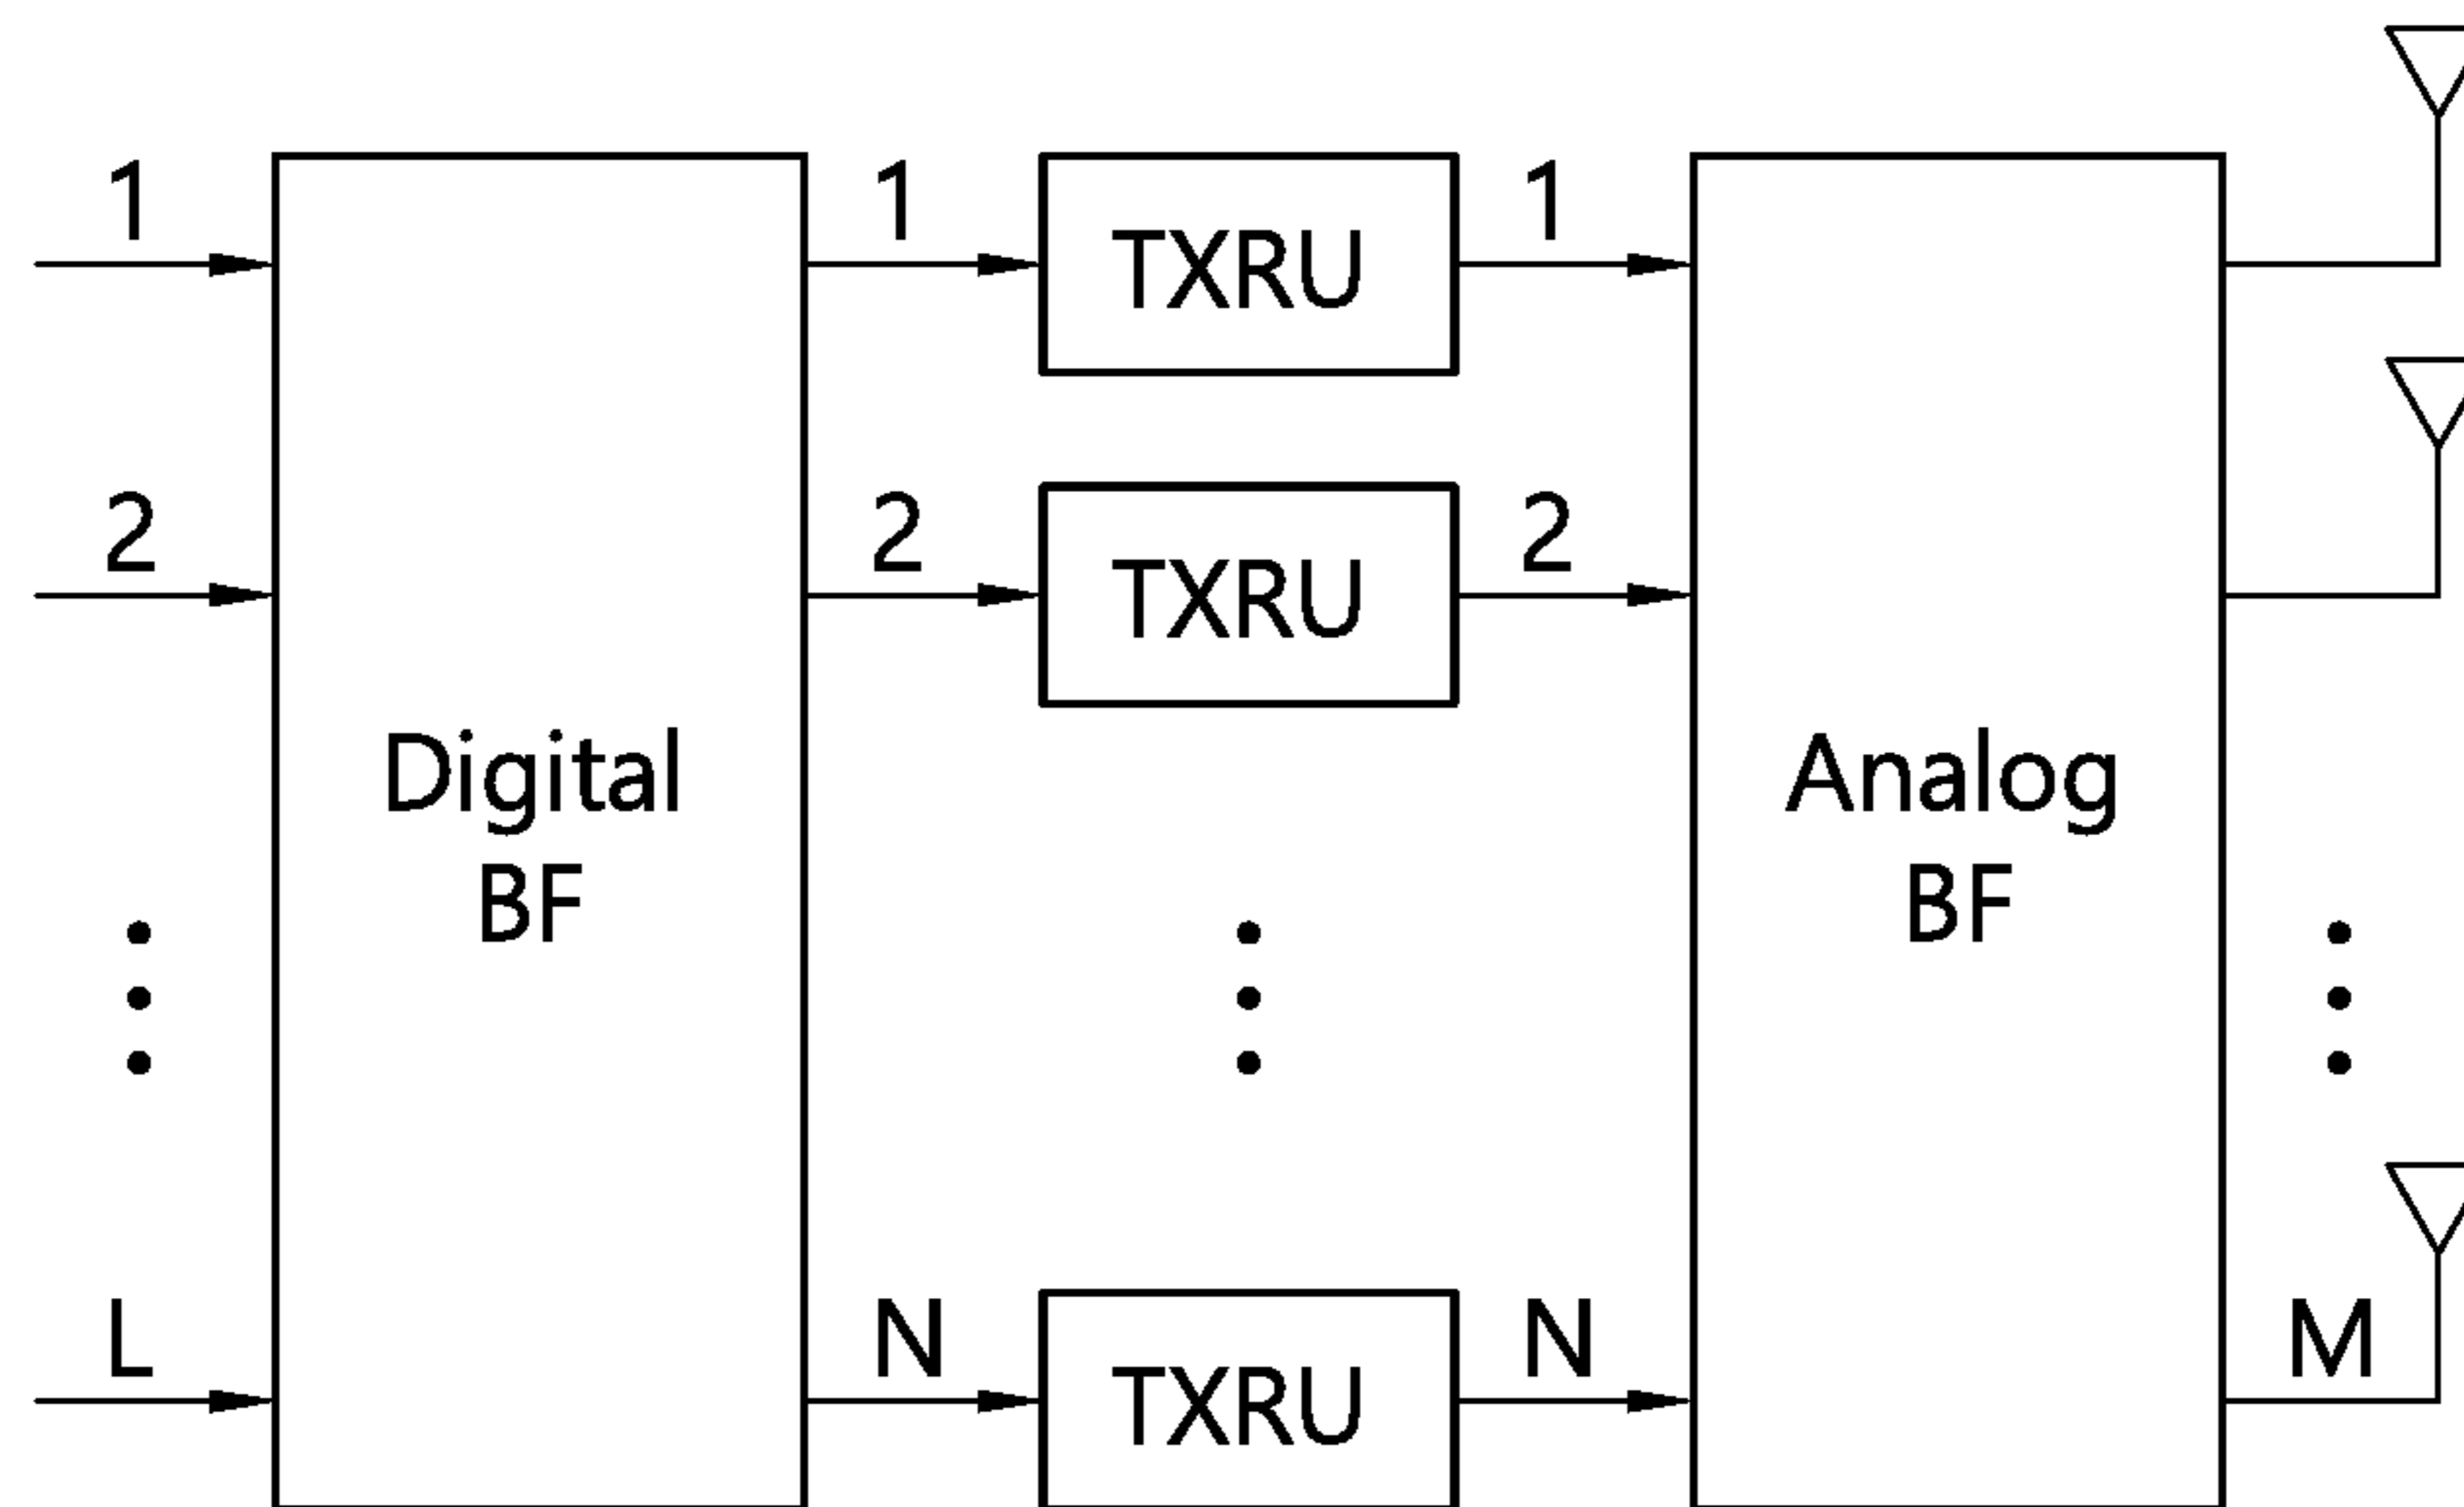 1 1 TXRU 1
2 2 TXRU 2
Digital
BF
Analog
BF
L N TXRU N M